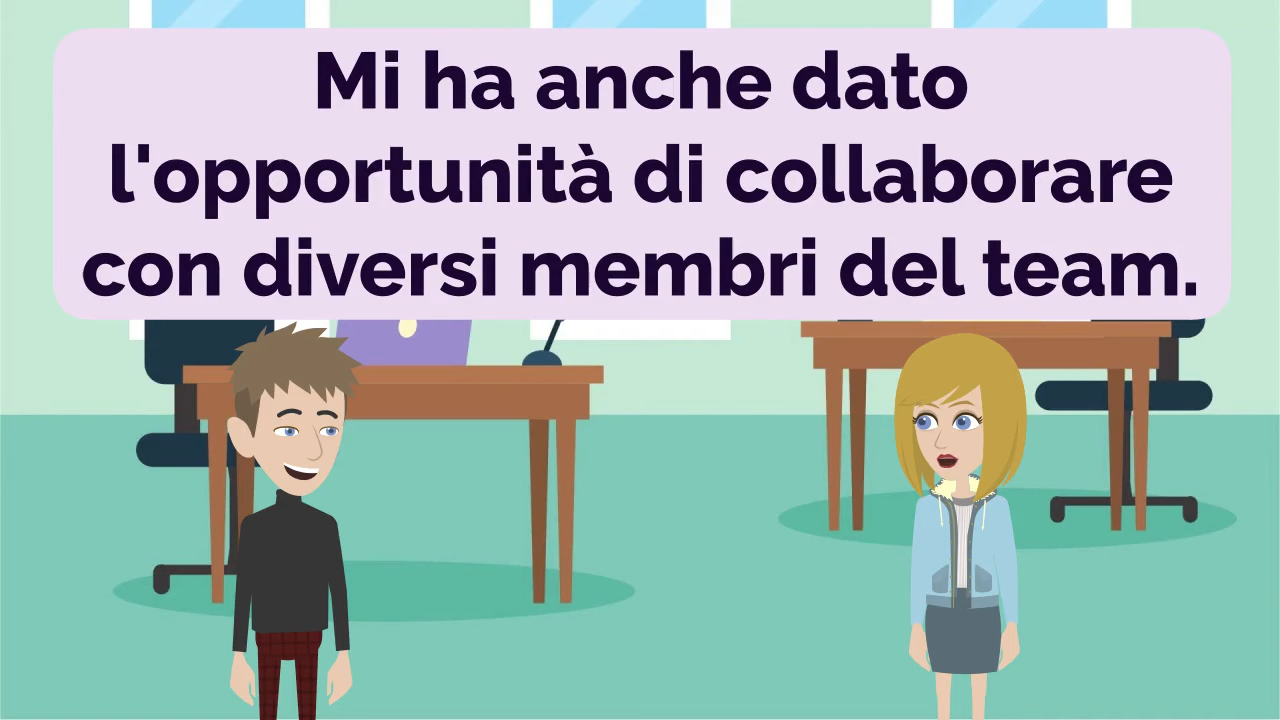 Mi ha anche dato
l'opportunità di collaborare
con diversi membri del team.